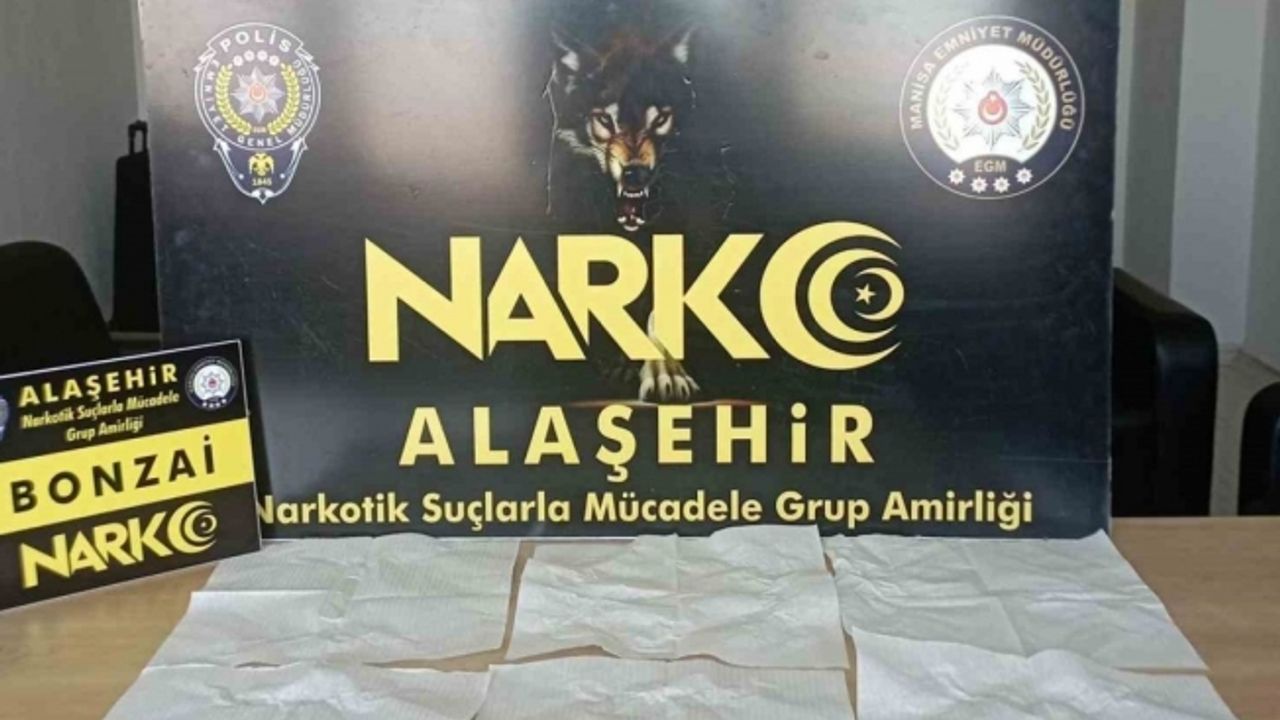 POLİS
EMNİYET GENEL MÜDÜRLÜĞÜ
1845
MANİSA EMNİYET MÜDÜRLÜĞÜ
EGM
NARKO
ALAŞEHİR
Narkotik Suçlarla Mücadele Grup Amirliği
ALAŞEHİR
Narkotik Suçlarla Mücadele
Grup Amirliği
BONZAİ
NARKO